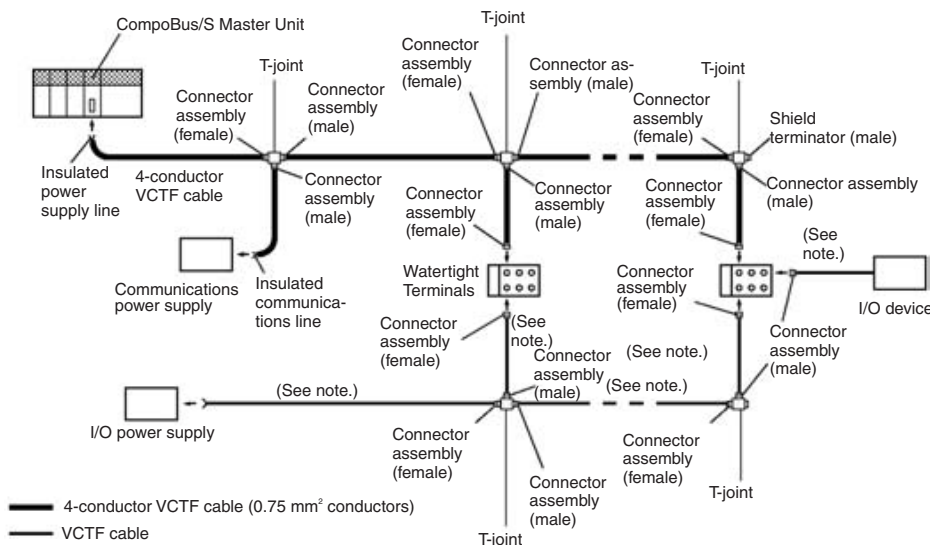 CompoBus/S Master Unit
T-joint
Connector
assembly
(female)
Connector
assembly
(male)
T-joint
Connector
assembly
(female)
Connector as-
sembly (male)
T-joint
Connector
assembly
(female)
Shield
terminator (male)
Insulated
power
supply line
4-conductor
VCTF cable
Connector
assembly
(male)
Connector
assembly
(female)
Connector
assembly
(male)
Connector
assembly
(female)
Connector assembly
(male)
Communications
power supply
Insulated
communica-
tions line
Watertight
Terminals
Connector
assembly
(female)
(See
note.)
I/O device
Connector
assembly
(female)
(See
note.)
Connector
assembly
(male)
(See note.)
Connector
assembly
(male)
I/O power supply
(See note.)
(See note.)
Connector
assembly
(female)
Connector
assembly
(male)
Connector
assembly
(female)
T-joint
T-joint
4-conductor VCTF cable (0.75 mm² conductors)
VCTF cable